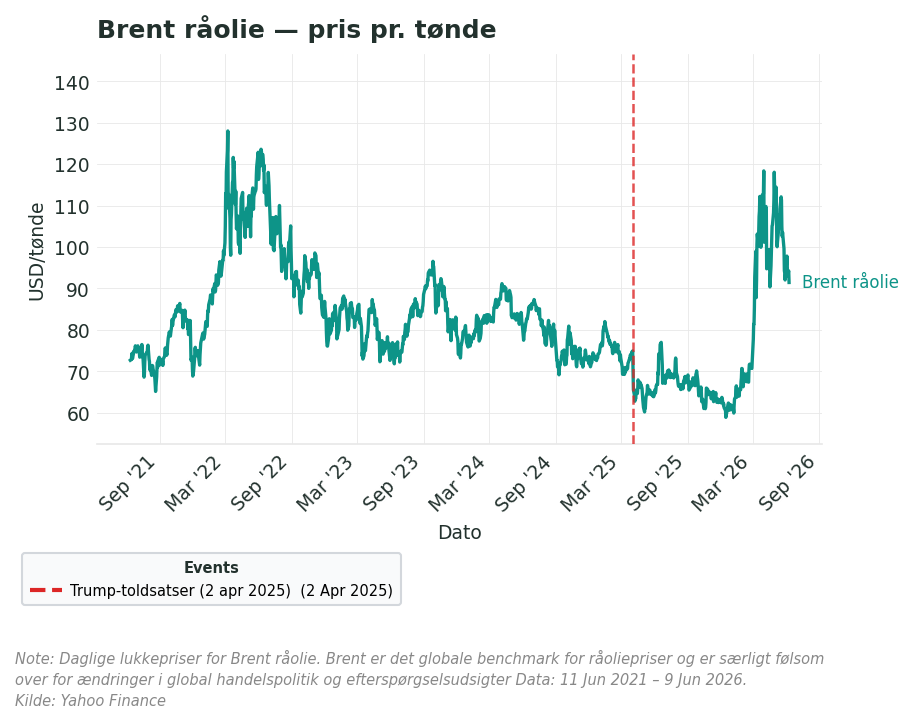 Brent råolie — pris pr. tønde
140
130
120
110
100
90
80
70
60
USD/tønde
Brent råolie
Sep '21
Mar '22
Sep '22
Mar '23
Sep '23
Mar '24
Sep '24
Mar '25
Sep '25
Mar '26
Sep '26
Dato
Events
Trump-toldsatser (2 apr 2025)  (2 Apr 2025)
Note: Daglige lukkepriser for Brent råolie. Brent er det globale benchmark for råoliepriser og er særligt følsom
over for ændringer i global handelspolitik og efterspørgselsudsigter Data: 11 Jun 2021 – 9 Jun 2026.
Kilde: Yahoo Finance